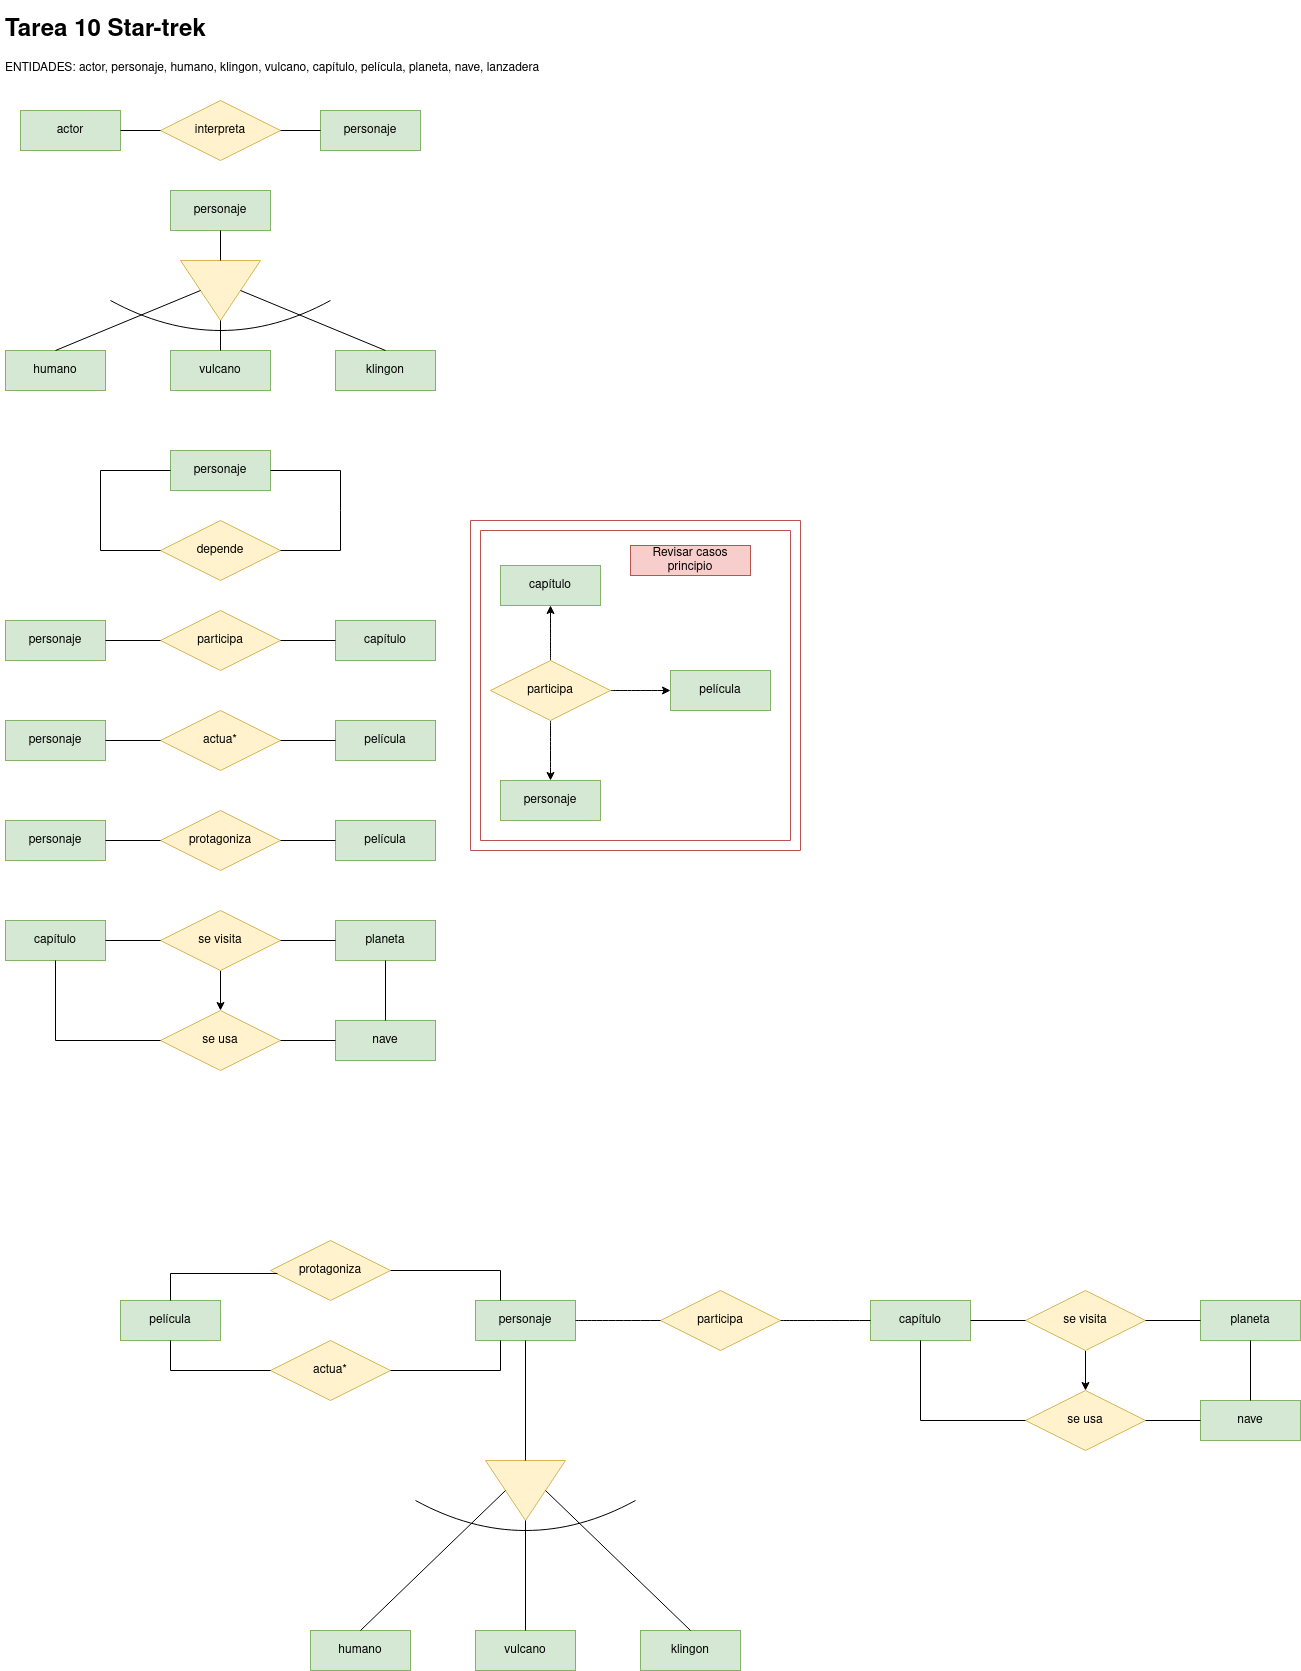 Tarea 10 Star-trek
ENTIDADES: actor, personaje, humano, klingon, vulcano, capítulo, película, planeta, nave, lanzadera
actor
interpreta
personaje
personaje
humano
vulcano
klingon
personaje
depende
personaje
participa
capítulo
personaje
actua*
película
personaje
protagoniza
película
capítulo
se visita
planeta
se usa
nave
Revisar casos
principio
capítulo
participa
película
personaje
protagoniza
película
personaje
participa
capítulo
se visita
planeta
actua*
se usa
nave
humano
vulcano
klingon